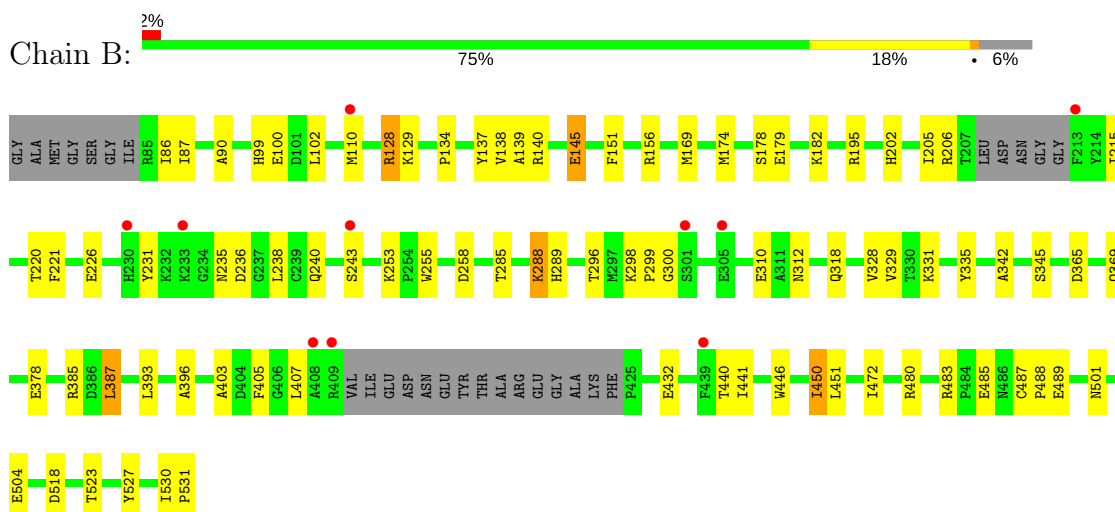 2%
Chain B:
75% 18% • 6%
GLY ALA MET GLY SER GLY ILE R85 I86 I87 A90 H99 E100 D101 L102 M110 R128 K129 P134 Y137 V138 A139 R140 E145 F151 R156 M169 M174 S178 E179 K182 R195 H202 I205 R206 T207 LEU ASP ASN GLY GLY F213 Y214 I215
T220 F221 E226 H230 Y231 K232 K233 G234 N235 D236 G237 L238 C239 Q240 S243 K253 P254 W255 D258 T285 K288 H289 T296 M297 K298 P299 G300 S301 E305 E310 A311 N312 Q318 V328 V329 T330 K331 Y335 A342 S345 D365
E378 R385 D386 L387 L393 A396 A403 D404 F405 G406 L407 A408 R409 VAL ILE GLU ASP ASN GLU TYR THR ALA ARG GLU GLY ALA LYS PHE P425 E432 F439 T440 I441 W446 I450 L451 I472 R480 R483 P484 E485 N486 C487 P488 E489 N501
E504 D518 T523 Y527 I530 P531